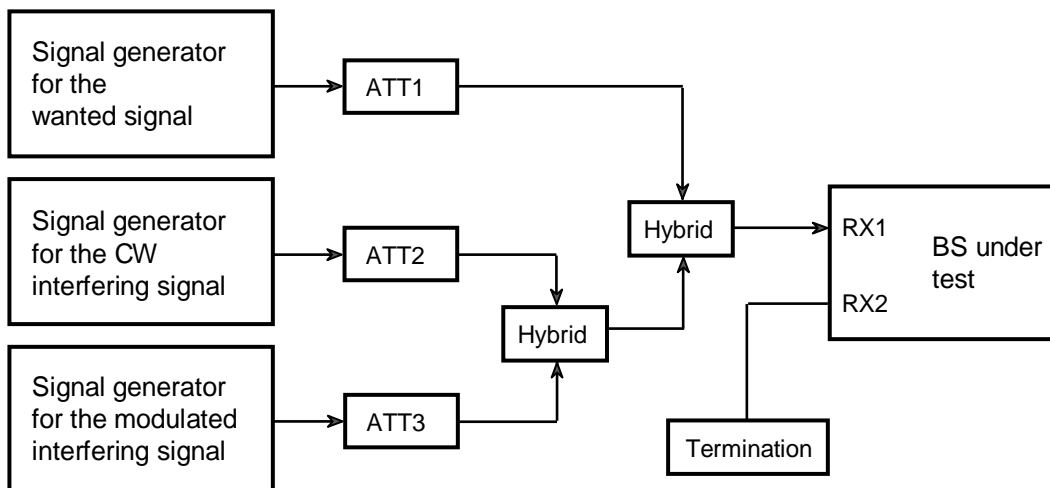 Signal generator
for the
wanted signal
ATT1
Signal generator
for the CW
interfering signal
ATT2
Signal generator
for the modulated
interfering signal
ATT3
Hybrid
Hybrid
RX1
RX2
BS under
test
Termination